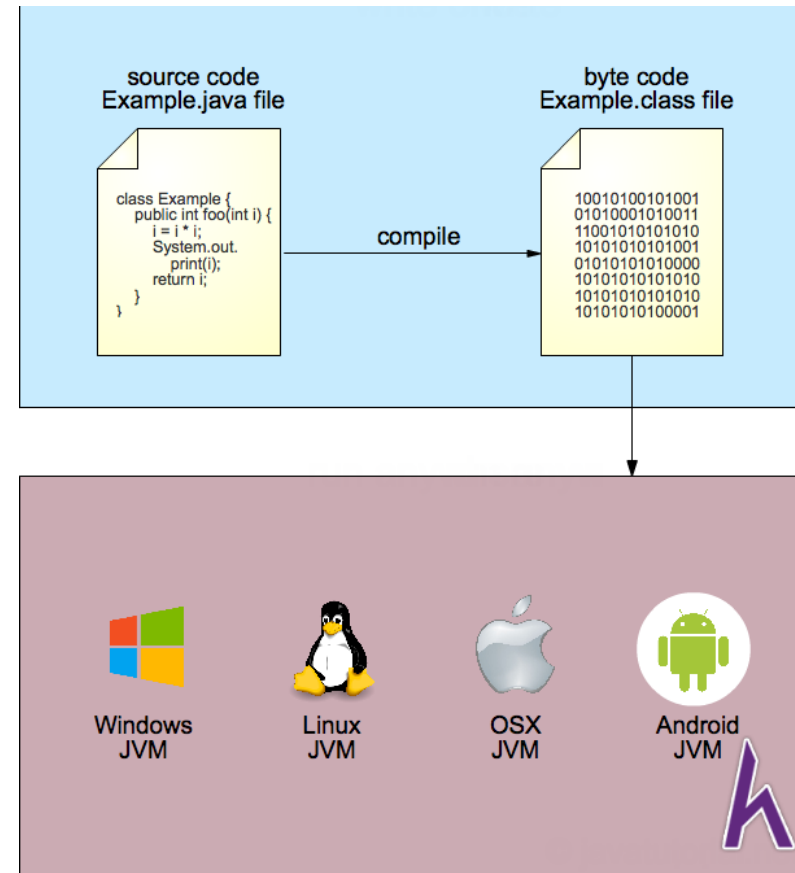 source code
Example.java file
byte code
Example.class file
class Example {
public int foo(int i) {
i = i * i;
System.out.
print(i);
return i;
}
}
compile
10010100101001
01010001010011
11001010101010
10101010101001
01010101010000
10101010101010
10101010101010
10101010100001
Windows
JVM
Linux
JVM
OSX
JVM
Android
JVM